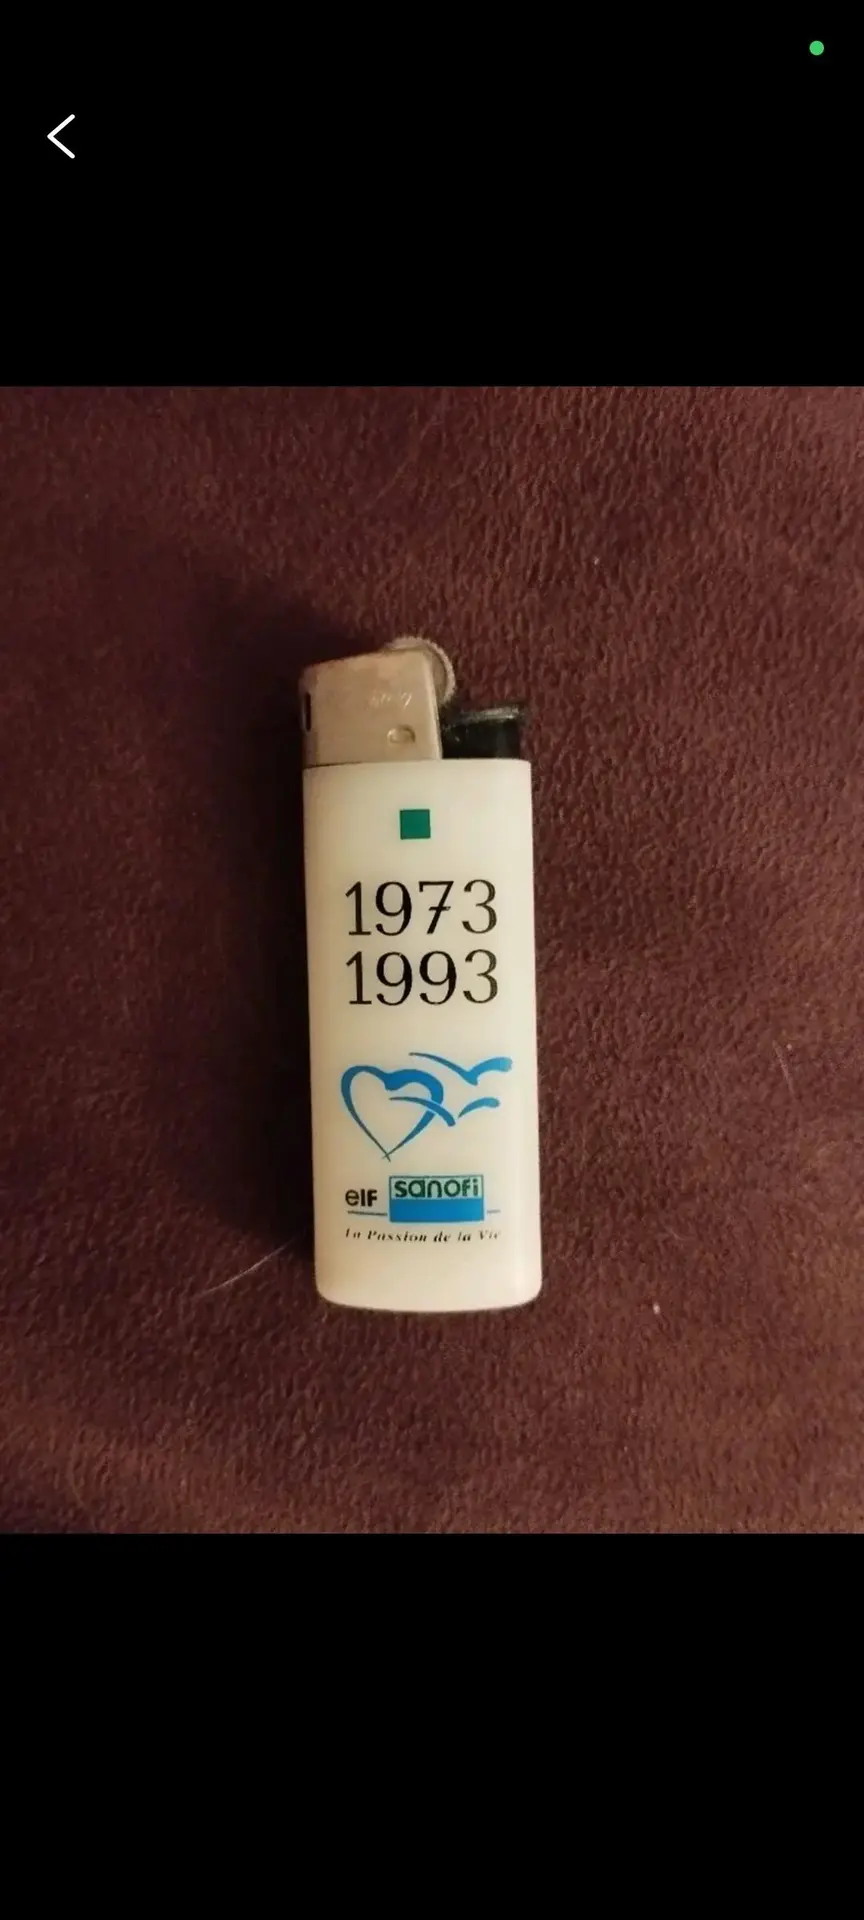 1973
1993
elf sanofi
La Passion de la Vie